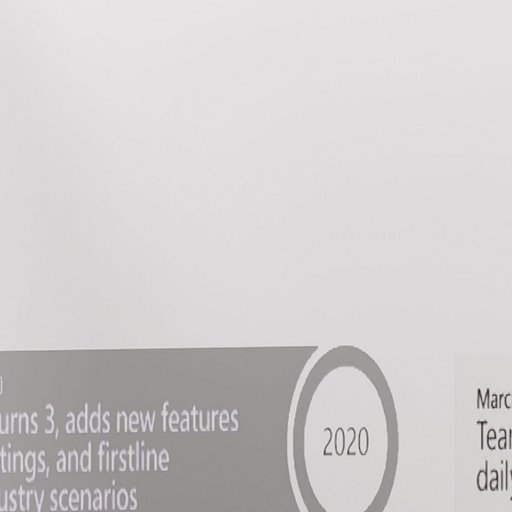 urns 3, adds new features
tings, and firstline
ustry scenarios
2020
Marc
Tear
daily